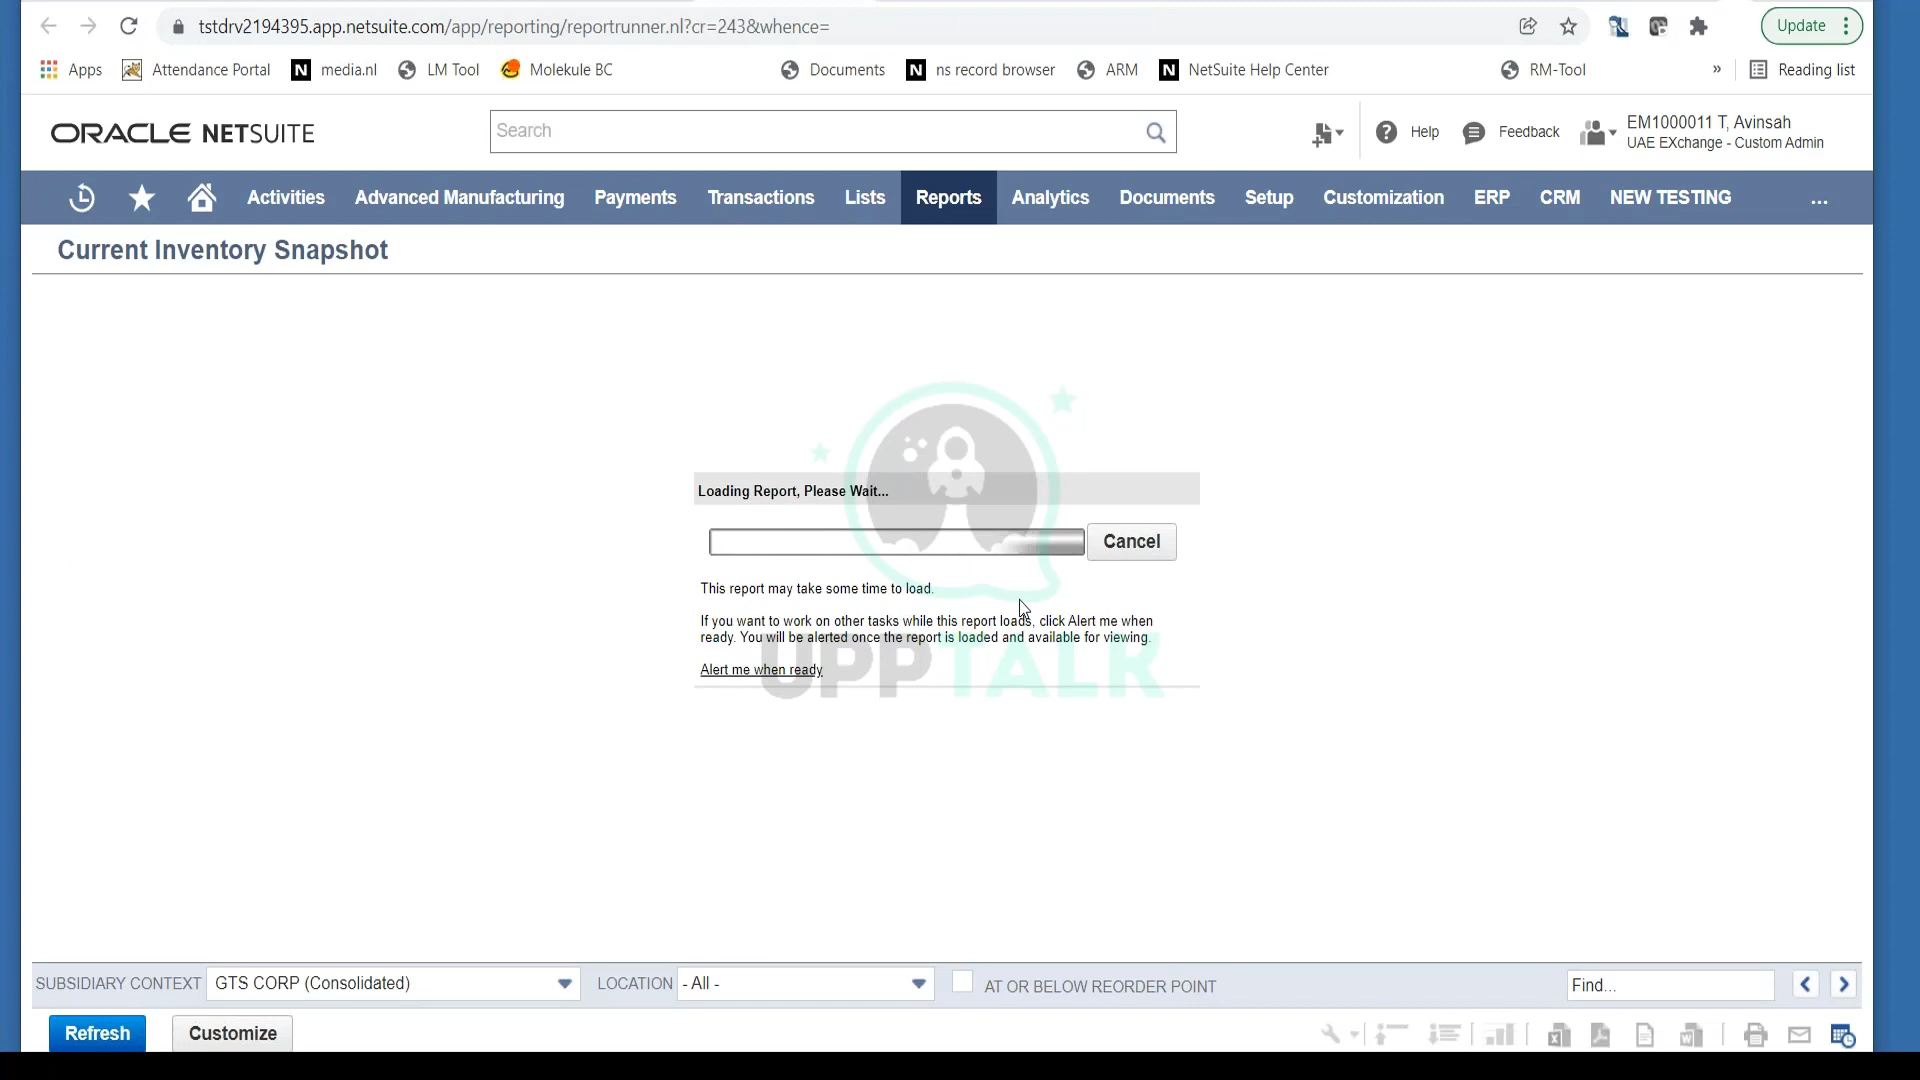 tstdrv2194395.app.netsuite.com/app/reporting/reportrunner.nl?cr=243&whence=
Update
Apps Attendance Portal N media.nl LM Tool Molekule BC Documents N ns record browser ARM N NetSuite Help Center RM-Tool » Reading list
ORACLE NETSUITE
Search
Help
Feedback
EM1000011 T, Avinsah
UAE EXchange - Custom Admin
Activities Advanced Manufacturing Payments Transactions Lists Reports Analytics Documents Setup Customization ERP CRM NEW TESTING ...
Current Inventory Snapshot
Loading Report, Please Wait...
Cancel
This report may take some time to load.
If you want to work on other tasks while this report loads, click Alert me when
ready. You will be alerted once the report is loaded and available for viewing.
Alert me when ready
UPPTALK
SUBSIDIARY CONTEXT GTS CORP (Consolidated) LOCATION - All - AT OR BELOW REORDER POINT Find...
Refresh Customize